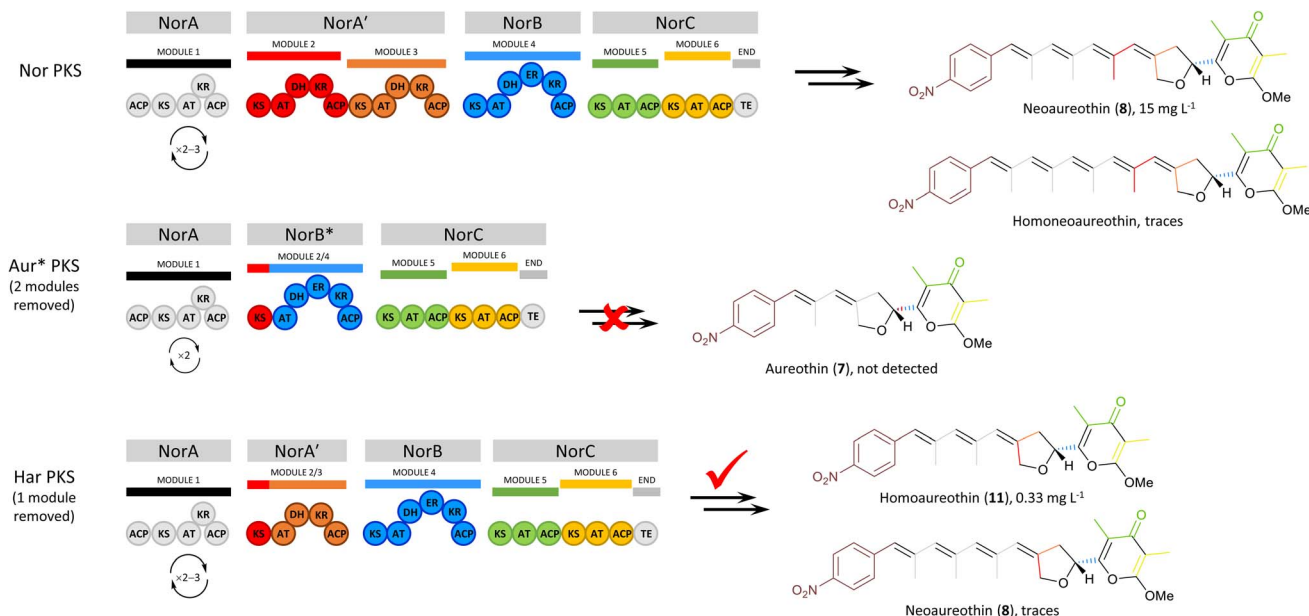 NorA NorA’ NorB NorC
MODULE 1 MODULE 2 MODULE 3 MODULE 4 MODULE 5 MODULE 6 END
Nor PKS
KR DH KR DH KR DH ER KR
ACP KS AT ACP KS AT ACP KS AT ACP KS AT ACP KS AT ACP KS AT ACP TE
×2–3
O2N O H O OMe O
Neoaureothin (8), 15 mg L-1
O2N O H O OMe O
Homoneoaureothin, traces
NorA NorB* NorC
MODULE 1 MODULE 2/4 MODULE 5 MODULE 6 END
Aur* PKS
(2 modules
removed)
KR DH ER KR
ACP KS AT ACP KS AT ACP KS AT ACP KS AT ACP TE
×2
O2N O H O OMe O
Aureothin (7), not detected
NorA NorA’ NorB NorC
MODULE 1 MODULE 2/3 MODULE 4 MODULE 5 MODULE 6 END
Har PKS
(1 module
removed)
KR DH KR DH ER KR
ACP KS AT ACP KS AT ACP KS AT ACP KS AT ACP KS AT ACP TE
×2–3
O2N O H O OMe O
Homoaureothin (11), 0.33 mg L-1
O2N O H O OMe O
Neoaureothin (8), traces